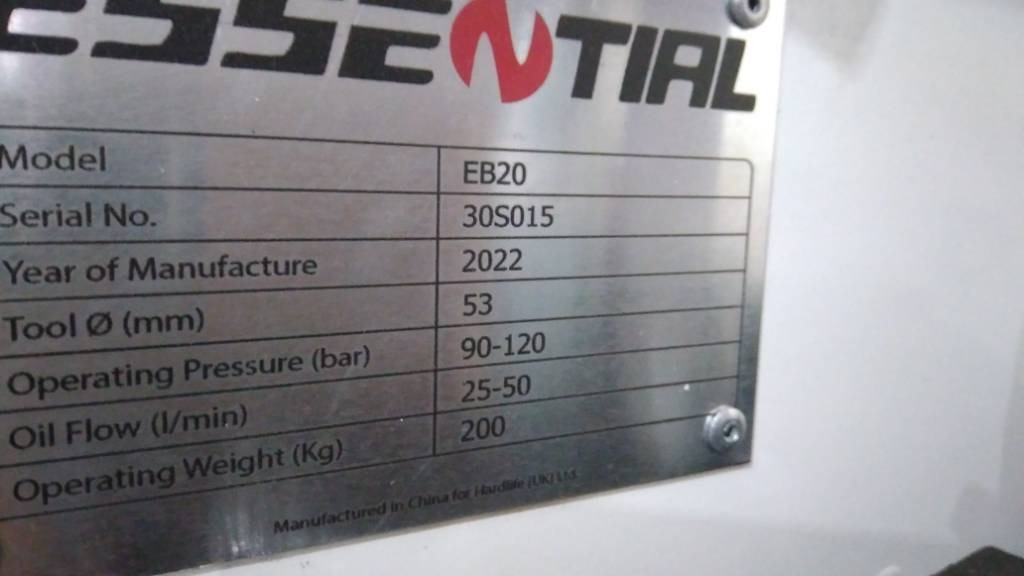 ESSENTIAL
Model EB20
Serial No. 30S015
Year of Manufacture 2022
Tool Ø (mm) 53
Operating Pressure (bar) 90-120
Oil Flow (l/min) 25-50
Operating Weight (Kg) 200
Manufactured in China for Hardlife (UK) Ltd.